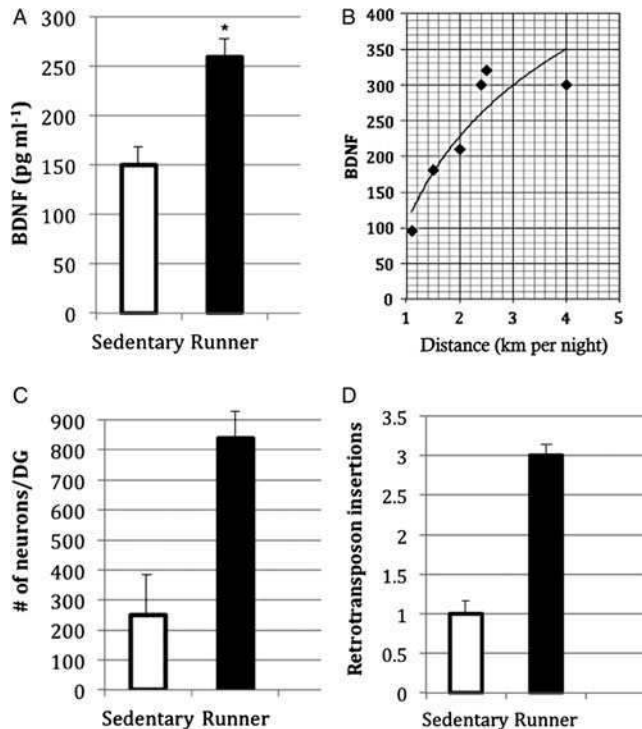 A
BDNF (pg ml-1)
300
250
200
150
100
50
0
*
Sedentary Runner
B
BDNF
400
350
300
250
200
150
100
50
0
1 2 3 4 5
Distance (km per night)
C
# of neurons/DG
900
800
700
600
500
400
300
200
100
0
Sedentary Runner
D
Retrotransposon insertions
3.5
3
2.5
2
1.5
1
0.5
0
Sedentary Runner